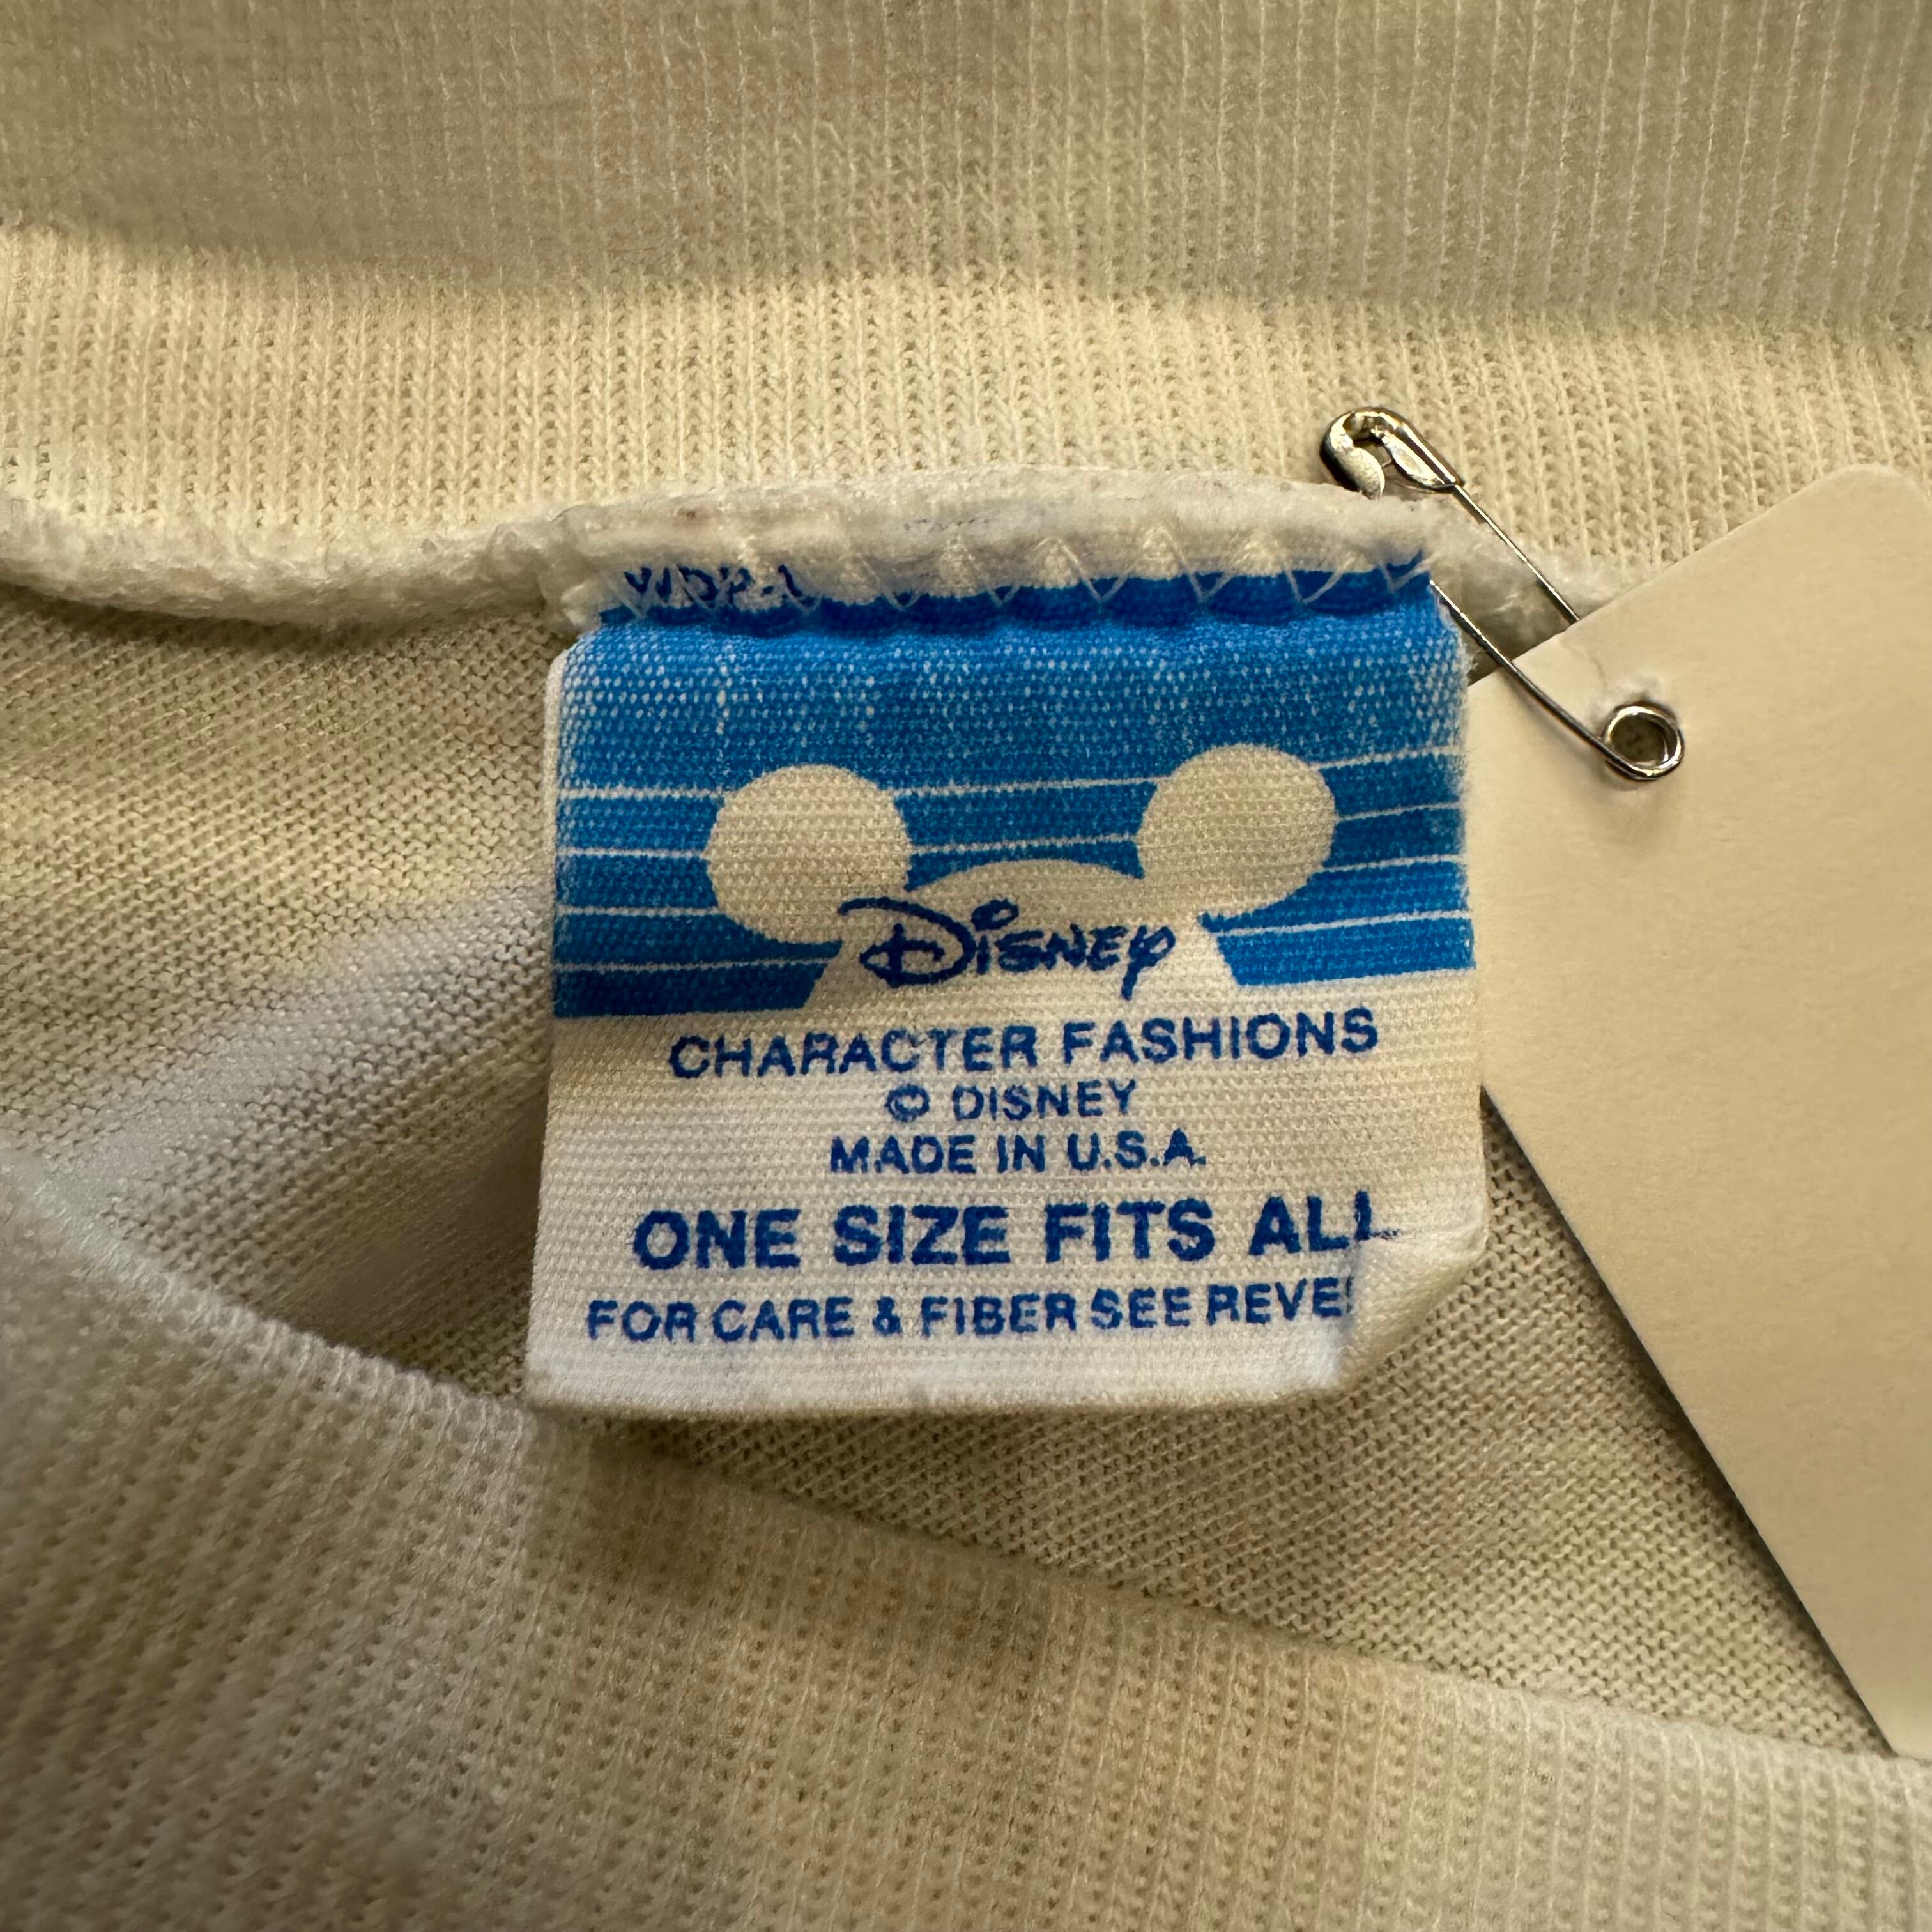 Disney
CHARACTER FASHIONS
© DISNEY
MADE IN U.S.A.
ONE SIZE FITS ALL
FOR CARE & FIBER SEE REVE